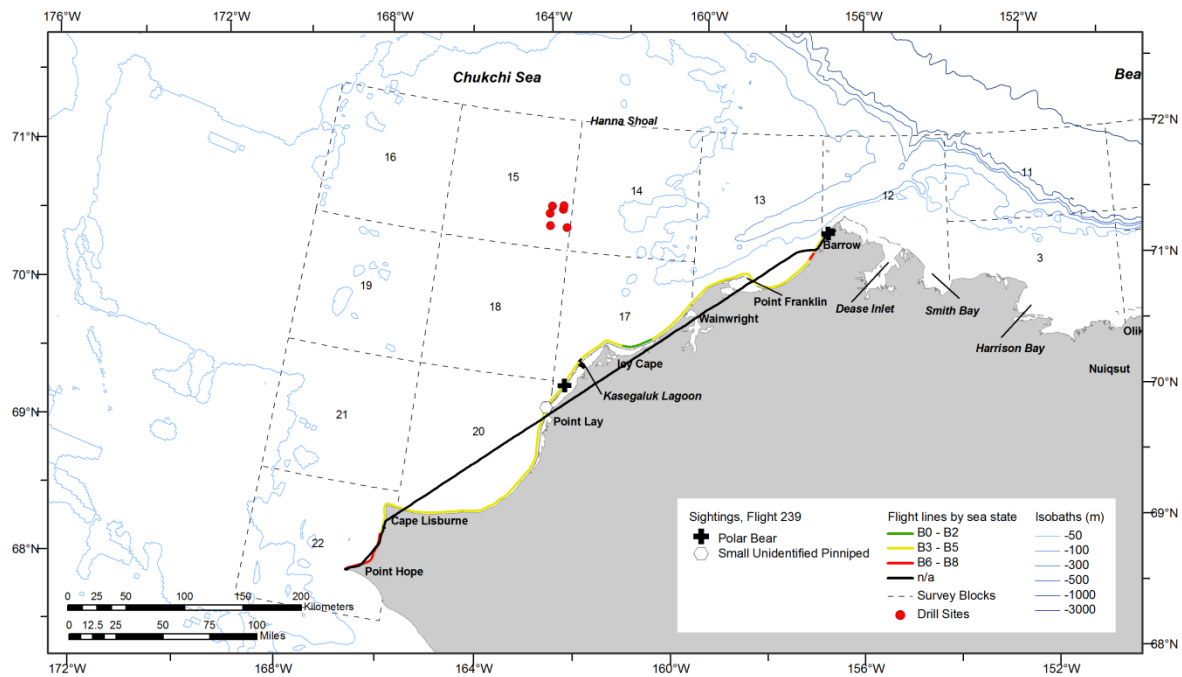 176°W 172°W 168°W 164°W 160°W 156°W 152°W
Chukchi Sea
Bea
72°N
71°N
Hanna Shoal
16
15
14
13
12
11
71°N
Barrow
3
70°N
19
18
17
Point Franklin
Dease Inlet
Smith Bay
Wainwright
Harrison Bay
Olik
Icy Cape
Nuiqsut
Kasegaluk Lagoon
70°N
69°N
21
20
Point Lay
Cape Lisburne
69°N
68°N
22
Point Hope
Sightings, Flight 239
Polar Bear
Small Unidentified Pinniped
Flight lines by sea state
B0 - B2
B3 - B5
B6 - B8
n/a
Survey Blocks
Drill Sites
Isobaths (m)
-50
-100
-300
-500
-1000
-3000
0 25 50 100 150 200
Kilometers
0 12.5 25 50 75 100
Miles
68°N
172°W 168°W 164°W 160°W 156°W 152°W